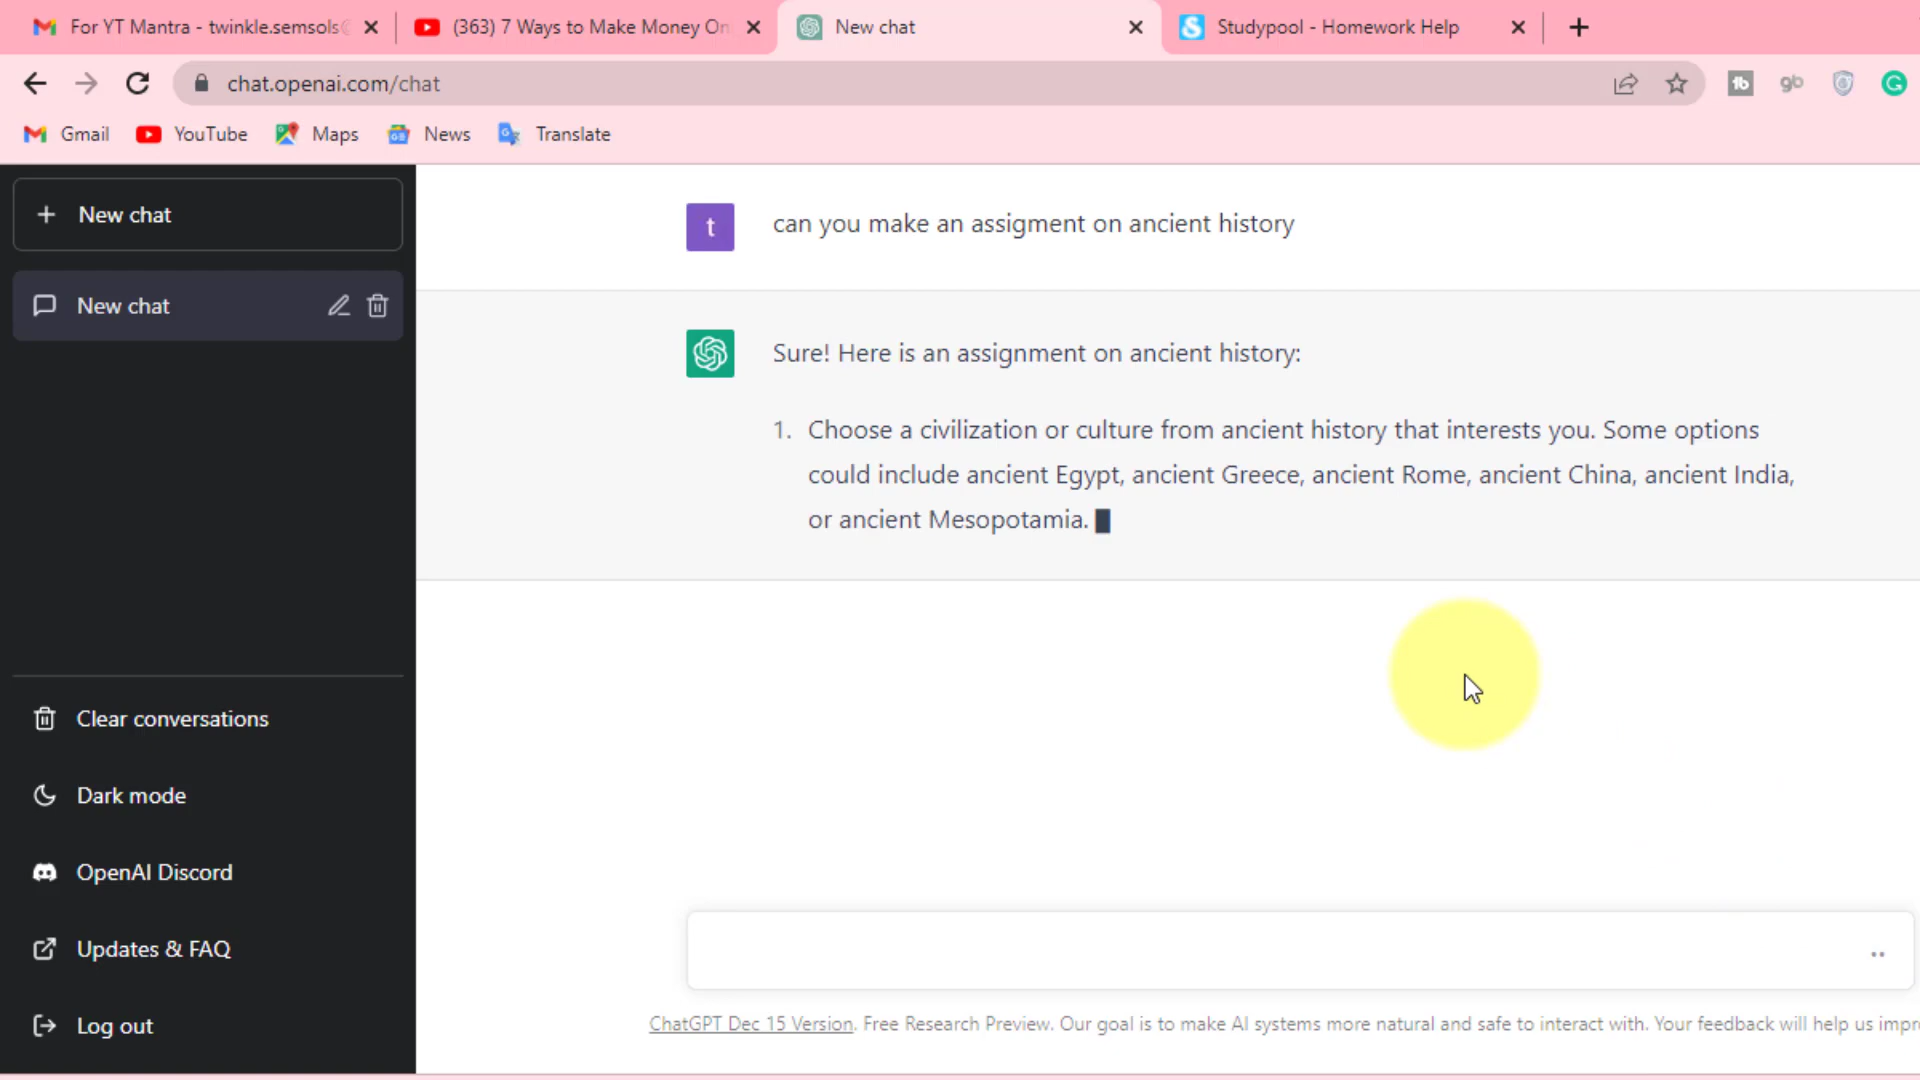 For YT Mantra - twinkle.semsols@
(363) 7 Ways to Make Money On
New chat
Studypool - Homework Help
chat.openai.com/chat
tb
gb
G
Gmail
YouTube
Maps
News
Translate
New chat
New chat
Clear conversations
Dark mode
OpenAI Discord
Updates & FAQ
Log out
t
can you make an assigment on ancient history
Sure! Here is an assignment on ancient history:
1. Choose a civilization or culture from ancient history that interests you. Some options
could include ancient Egypt, ancient Greece, ancient Rome, ancient China, ancient India,
or ancient Mesopotamia.
ChatGPT Dec 15 Version. Free Research Preview. Our goal is to make AI systems more natural and safe to interact with. Your feedback will help us impr